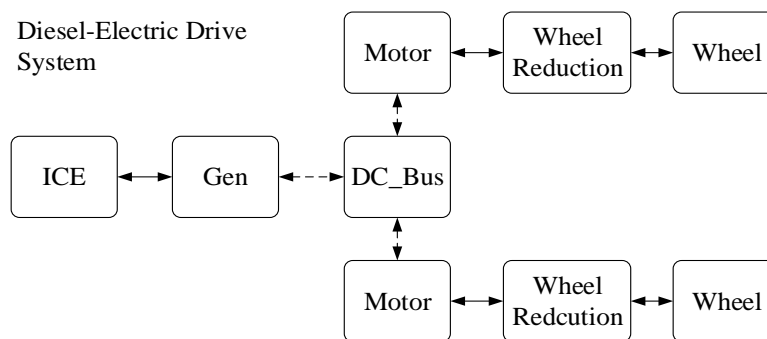 Diesel-Electric Drive
System
Motor
Wheel
Reduction
Wheel
ICE
Gen
DC_Bus
Motor
Wheel
Redcution
Wheel